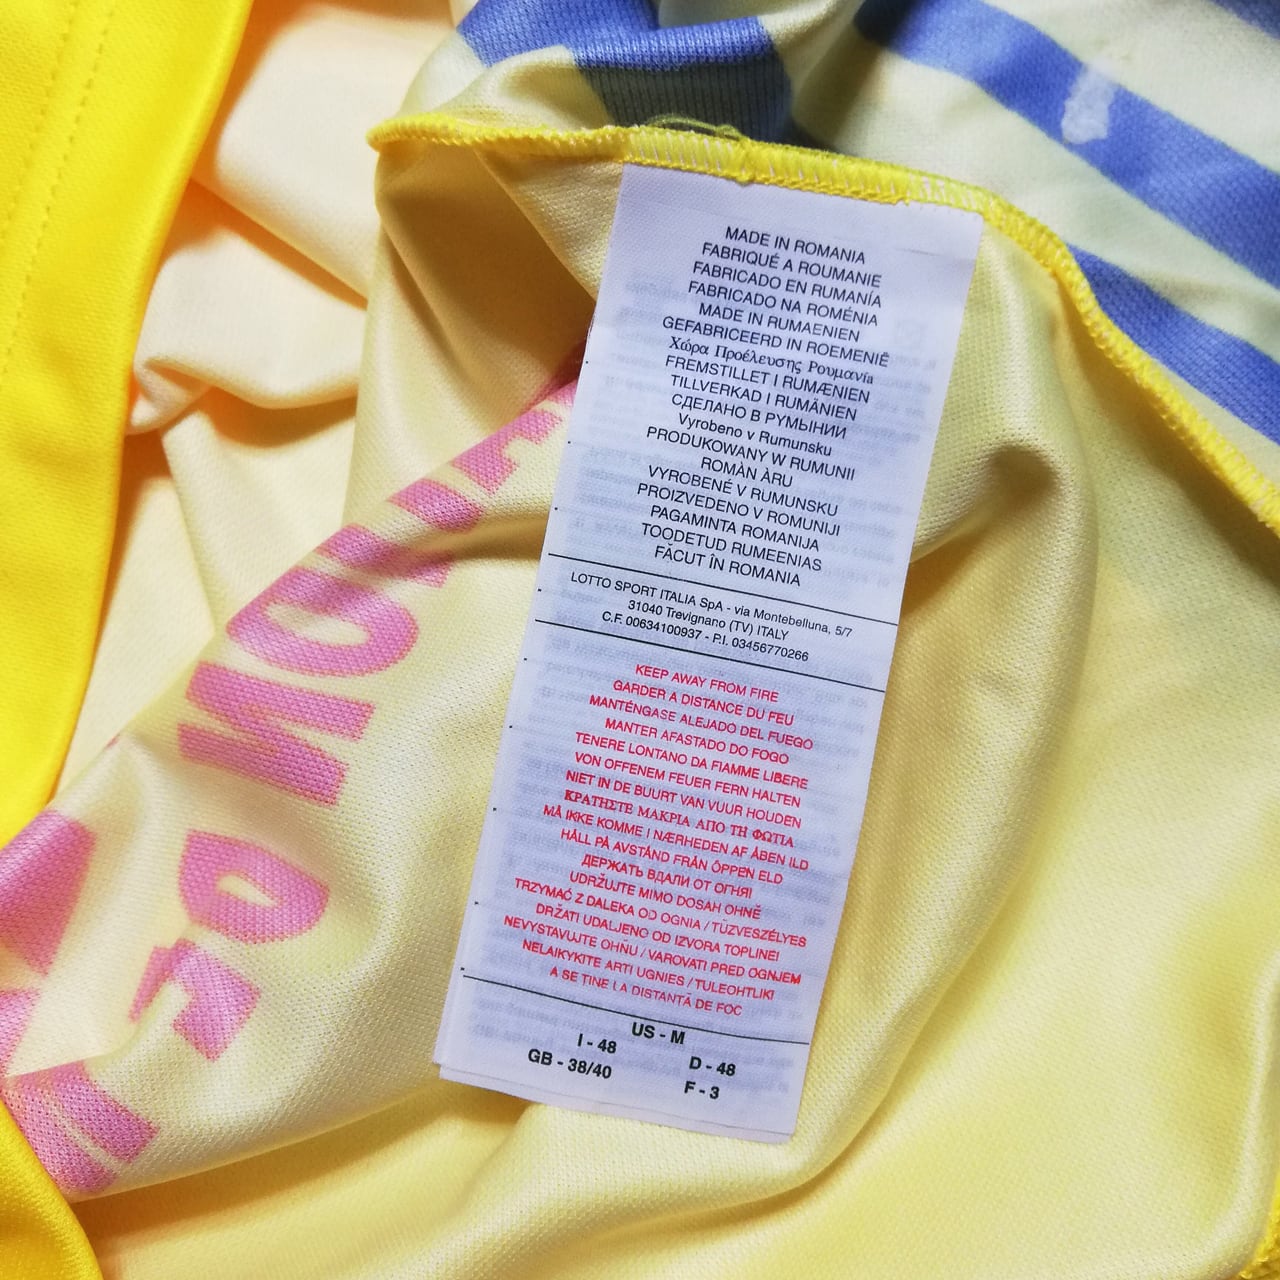 MADE IN ROMANIA
FABRIQUÉ A ROUMANIE
FABRICADO EN RUMANÍA
FABRICADO NA ROMÉNIA
MADE IN RUMAENIEN
GEFABRICEERD IN ROEMENIË
Χώρα Προέλευσης Ρουμανία
FREMSTILLET I RUMÆNIEN
TILLVERKAD I RUMÄNIEN
СДЕЛАНО В РУМЫНИИ
Vyrobeno v Rumunsku
PRODUKOWANY W RUMUNII
ROMÀN ÀRU
VYROBENÉ V RUMUNSKU
PROIZVEDENO V ROMUNIJI
PAGAMINTA ROMANIJA
TOODETUD RUMEENIAS
FĂCUT ÎN ROMANIA
LOTTO SPORT ITALIA SpA - via Montebelluna, 5/7
31040 Trevignano (TV) ITALY
C.F. 00634100937 - P.I. 03456770266
KEEP AWAY FROM FIRE
GARDER A DISTANCE DU FEU
MANTÉNGASE ALEJADO DEL FUEGO
MANTER AFASTADO DO FOGO
TENERE LONTANO DA FIAMME LIBERE
VON OFFENEM FEUER FERN HALTEN
NIET IN DE BUURT VAN VUUR HOUDEN
ΚΡΑΤΗΣΤΕ ΜΑΚΡΙΑ ΑΠΟ ΤΗ ΦΩΤΙΑ
MÅ IKKE KOMME I NÆRHEDEN AF ÅBEN ILD
HÅLL PÅ AVSTÅND FRÅN ÖPPEN ELD
ДЕРЖАТЬ ВДАЛИ ОТ ОГНЯ!
UDRŽUJTE MIMO DOSAH OHNĚ
TRZYMAĆ Z DALEKA OD OGNIA / TŰZVESZÉLYES
DRŽATI UDALJENO OD IZVORA TOPLINE!
NEVYSTAVUJTE OHŇU / VAROVATI PRED OGNJEM
NELAIKYKITE ARTI UGNIES / TULEOHTLIK!
A SE TINE LA DISTANTĂ DE FOC
US - M
I - 48 D - 48
GB - 38/40 F - 3